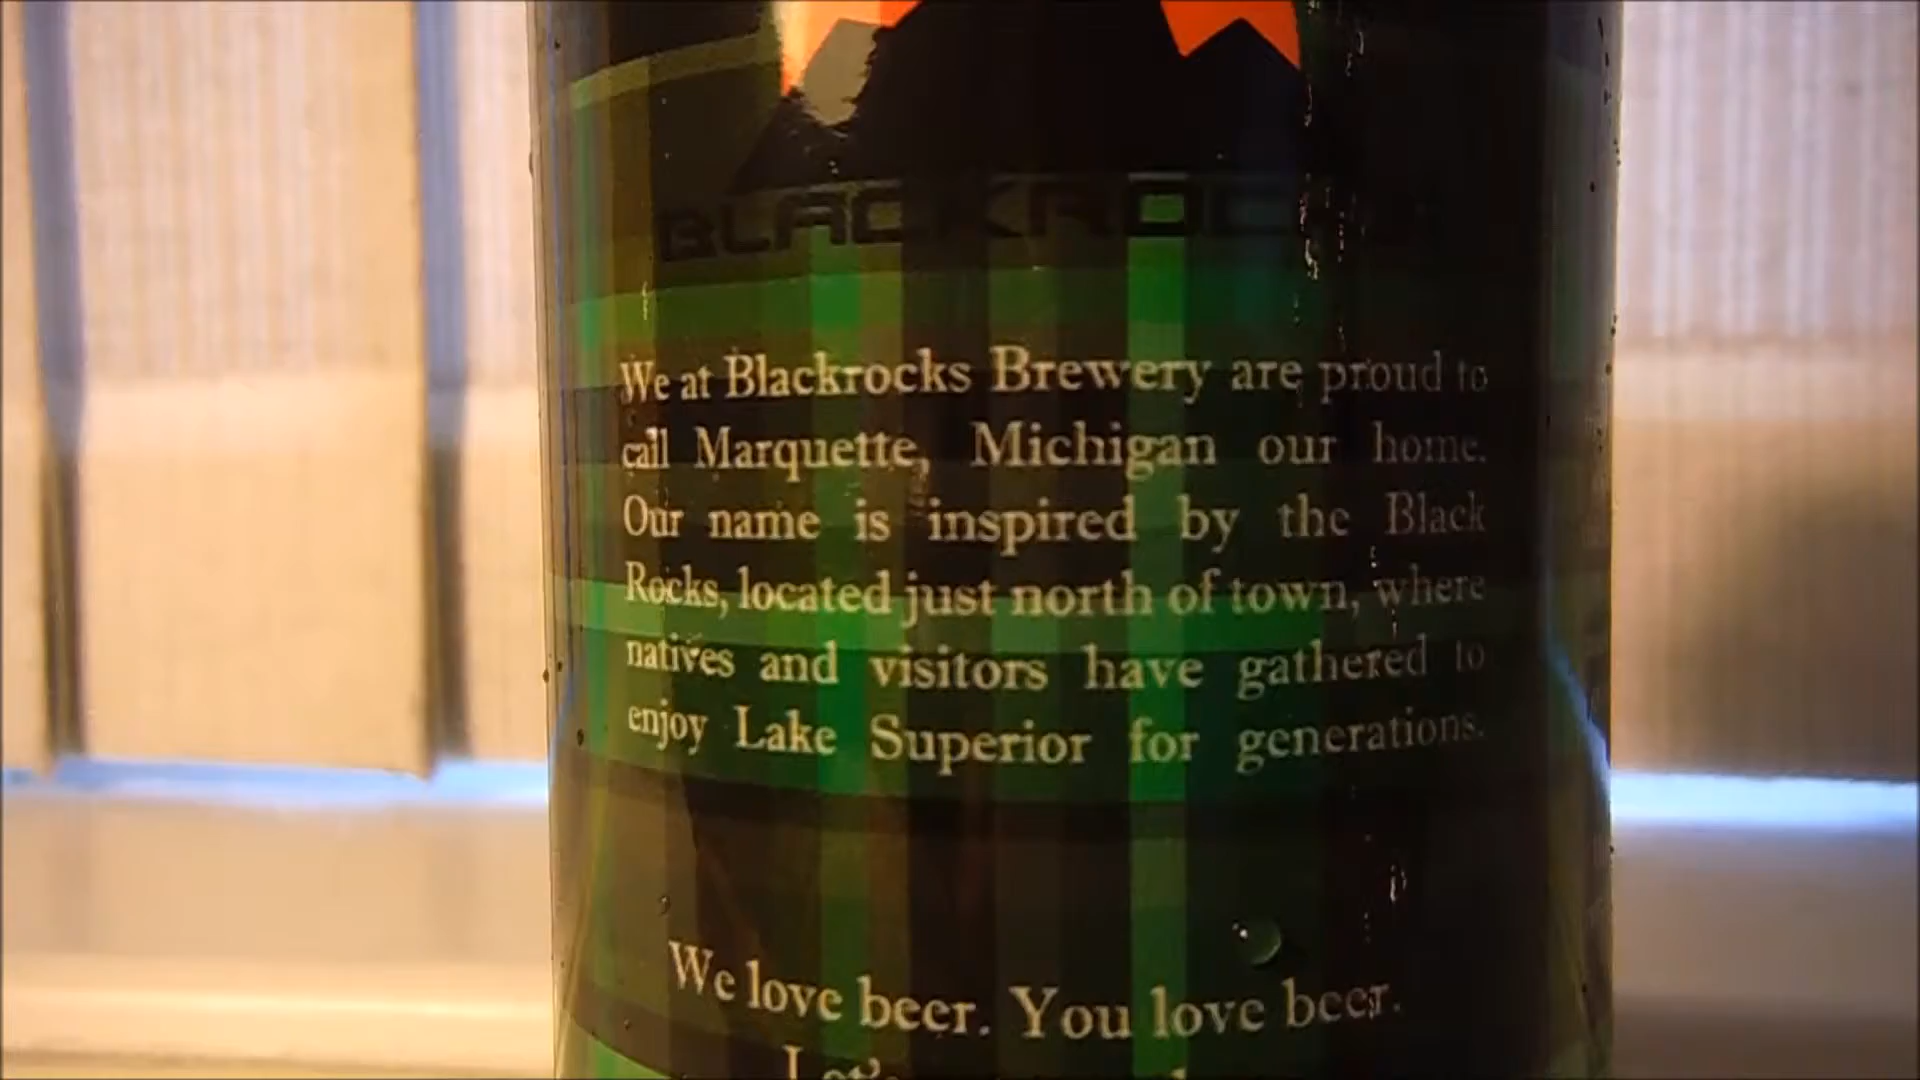 We at Blackrocks Brewery are proud to
call Marquette, Michigan our home.
Our name is inspired by the Black
Rocks, located just north of town, where
natives and visitors have gathered to
enjoy Lake Superior for generations.
We love beer. You love beer.
Let's